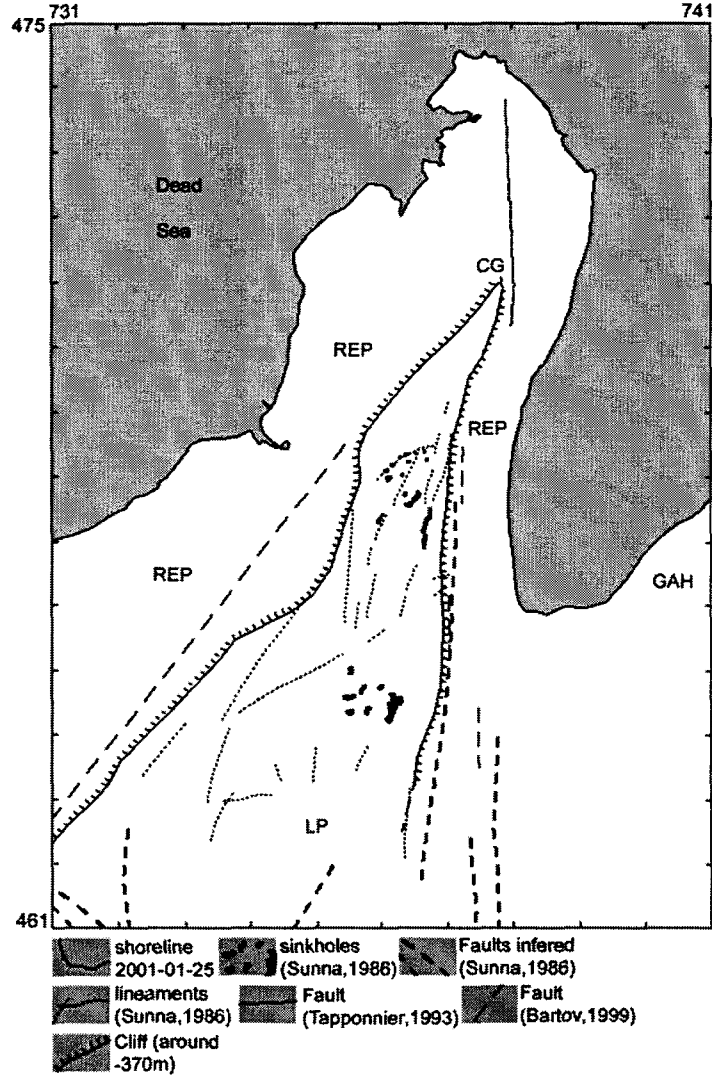 731 741
475
Dead
Sea
CG
REP
REP
REP
GAH
LP
461
shoreline
2001-01-25
sinkholes
(Sunna,1986)
Faults infered
(Sunna,1986)
lineaments
(Sunna,1986)
Fault
(Tapponnier,1993)
Fault
(Bartov,1999)
Cliff (around
-370m)